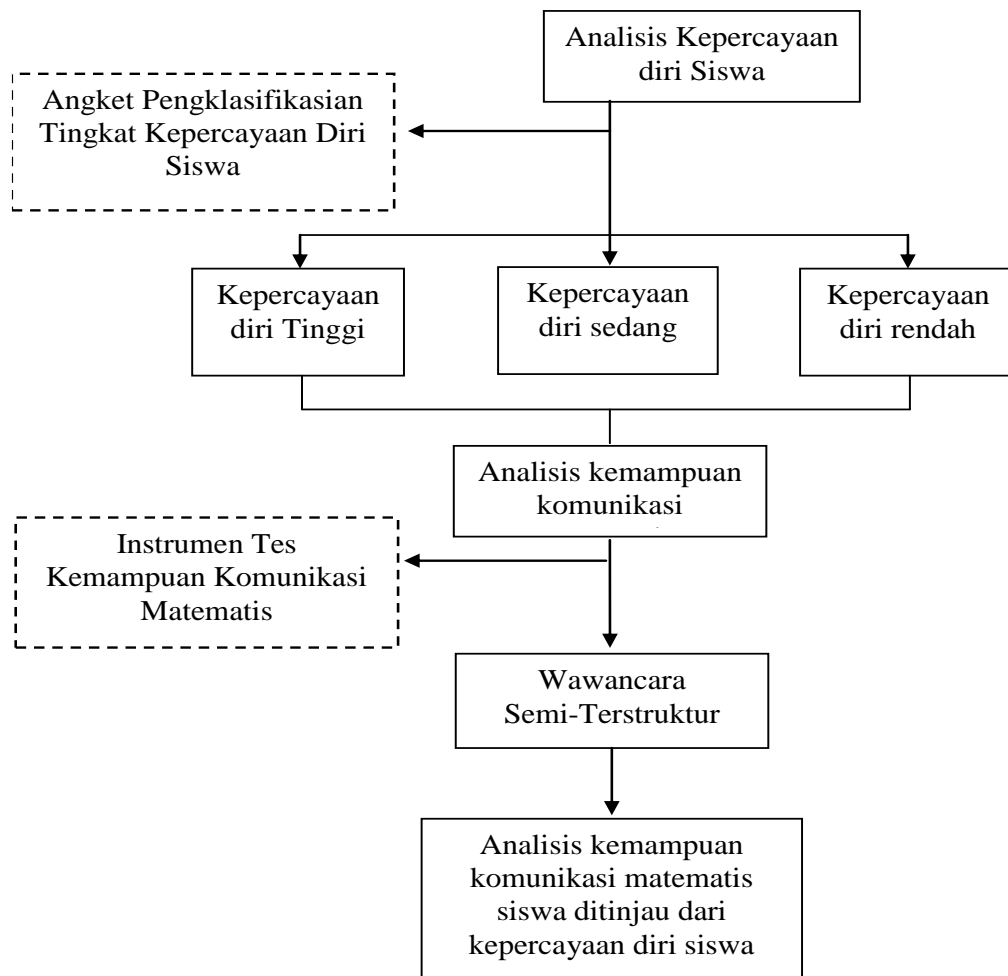 Analisis Kepercayaan
diri Siswa
Angket Pengklasifikasian
Tingkat Kepercayaan Diri
Siswa
Kepercayaan
diri Tinggi
Kepercayaan
diri sedang
Kepercayaan
diri rendah
Analisis kemampuan
komunikasi
Instrumen Tes
Kemampuan Komunikasi
Matematis
Wawancara
Semi-Terstruktur
Analisis kemampuan
komunikasi matematis
siswa ditinjau dari
kepercayaan diri siswa